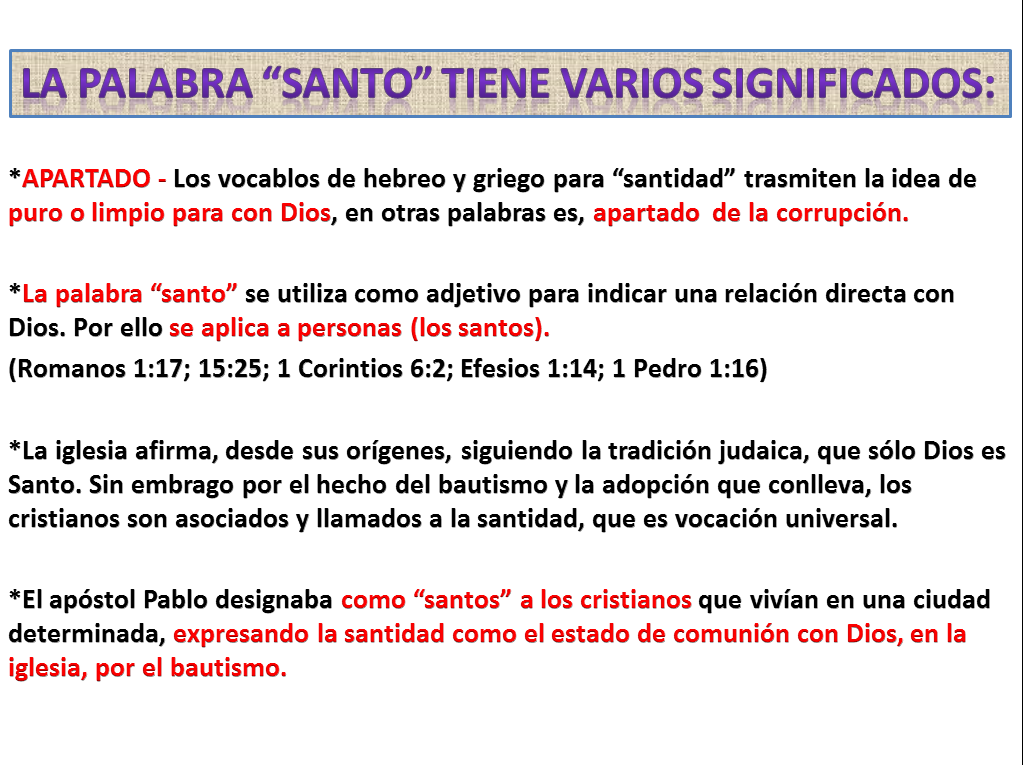 LA PALABRA “SANTO” TIENE VARIOS SIGNIFICADOS:
*APARTADO - Los vocablos de hebreo y griego para “santidad” trasmiten la idea de
puro o limpio para con Dios, en otras palabras es, apartado de la corrupción.
*La palabra “santo” se utiliza como adjetivo para indicar una relación directa con
Dios. Por ello se aplica a personas (los santos).
(Romanos 1:17; 15:25; 1 Corintios 6:2; Efesios 1:14; 1 Pedro 1:16)
*La iglesia afirma, desde sus orígenes, siguiendo la tradición judaica, que sólo Dios es
Santo. Sin embrago por el hecho del bautismo y la adopción que conlleva, los
cristianos son asociados y llamados a la santidad, que es vocación universal.
*El apóstol Pablo designaba como “santos” a los cristianos que vivían en una ciudad
determinada, expresando la santidad como el estado de comunión con Dios, en la
iglesia, por el bautismo.